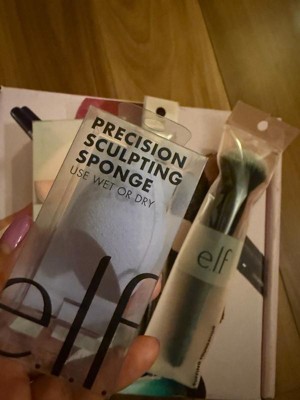 PRECISION
SCULPTING
SPONGE
USE WET OR DRY
elf
elf